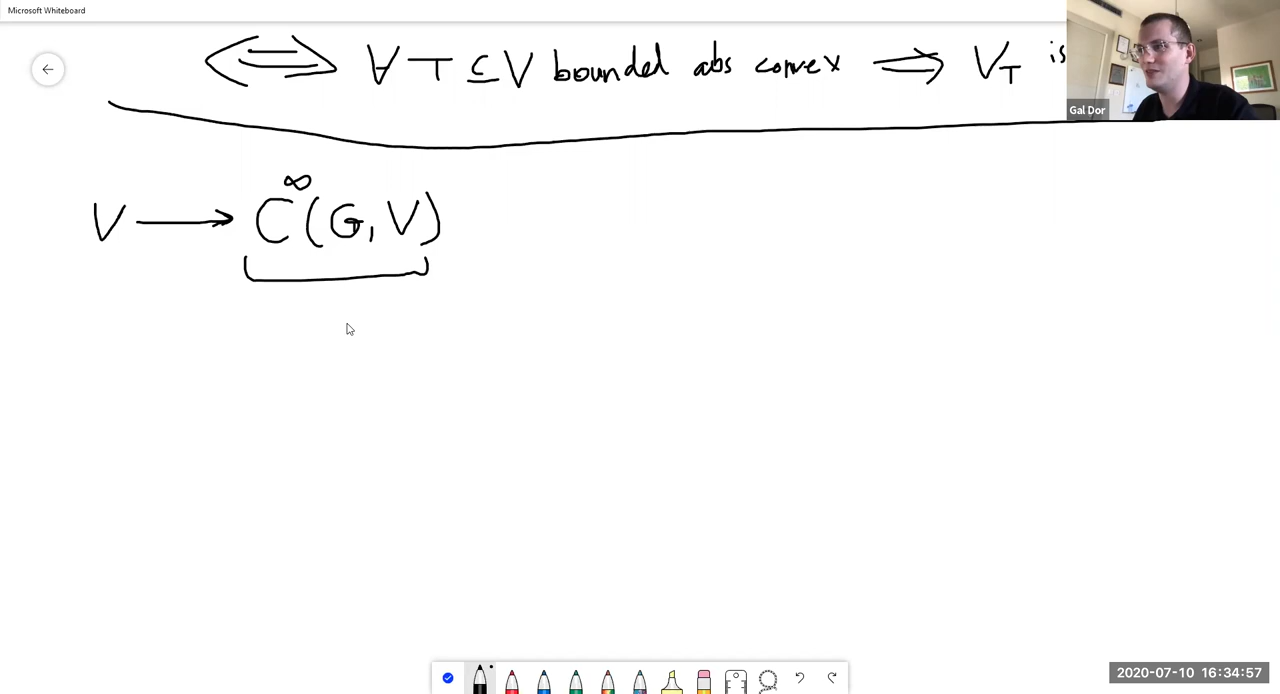 Microsoft Whiteboard
⟺ ∀ T ⊆ V bounded abs convex ⟹ V_T is
Gal Dor
V ⟶ C^∞(G, V)
2020-07-10 16:34:57